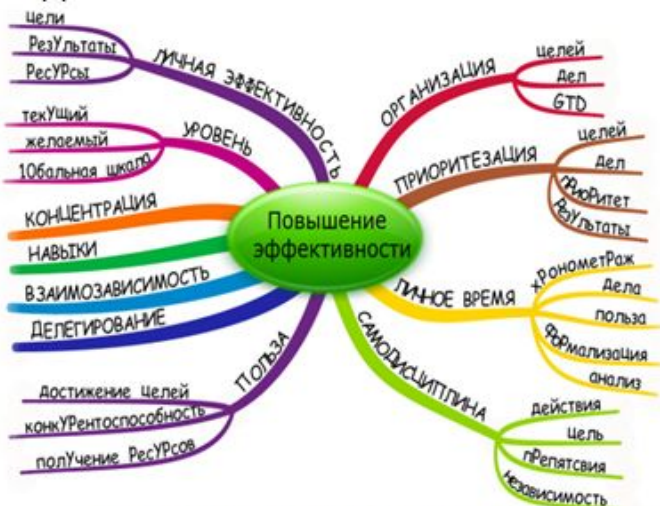 цели
РезУльтаты
РесУРсы
ЛИЧНАЯ ЭФФЕКТИВНОСТЬ
текУщий
желаемый
10бальная шкала
УРОВЕНЬ
КОНЦЕНТРАЦИЯ
НАВЫКИ
ВЗАИМОЗАВИСИМОСТЬ
ДЕЛЕГИРОВАНИЕ
ПОЛЬЗА
достижение целей
конкУРентоспособность
полУчение РесУРсов
Повышение
эффективности
ОРГАНИЗАЦИЯ
целей
дел
GTD
ПРИОРИТЕЗАЦИЯ
целей
дел
пРиоРитет
РезУльтаты
ЛИЧНОЕ ВРЕМЯ
хРонометРаж
дела
польза
фоРмализация
анализ
САМОДИСЦИПЛИНА
действия
цель
пРепятсвия
независимость